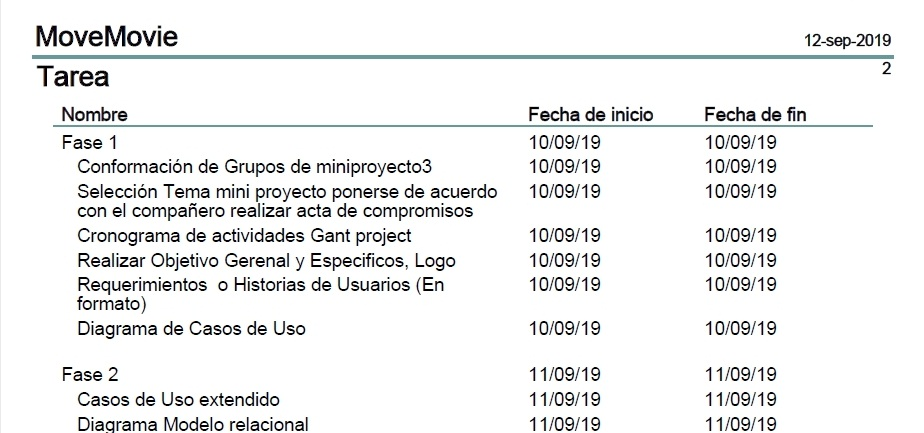 MoveMovie
12-sep-2019
Tarea
2
Nombre Fecha de inicio Fecha de fin
Fase 1 10/09/19 10/09/19
Conformación de Grupos de miniproyecto3 10/09/19 10/09/19
Selección Tema mini proyecto ponerse de acuerdo 10/09/19 10/09/19
con el compañero realizar acta de compromisos
Cronograma de actividades Gant project 10/09/19 10/09/19
Realizar Objetivo Gerenal y Especificos, Logo 10/09/19 10/09/19
Requerimientos  o Historias de Usuarios (En 10/09/19 10/09/19
formato)
Diagrama de Casos de Uso 10/09/19 10/09/19
Fase 2 11/09/19 11/09/19
Casos de Uso extendido 11/09/19 11/09/19
Diagrama Modelo relacional 11/09/19 11/09/19